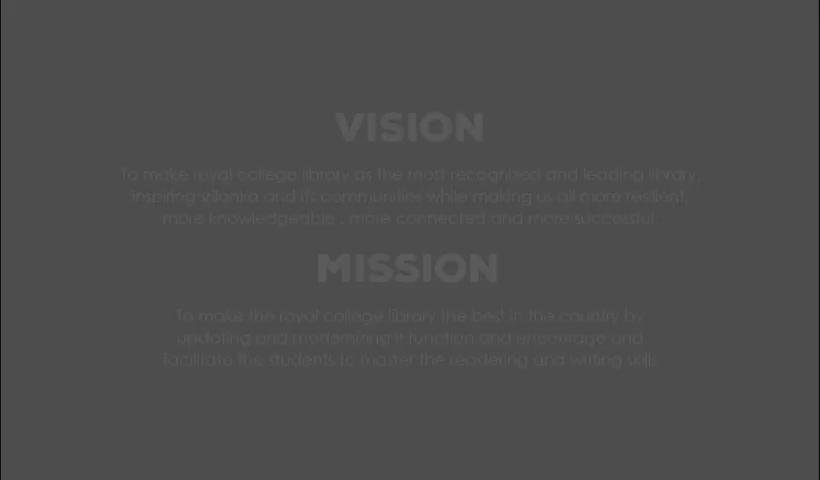 VISION
To make royal college library as the most recognized and leading library,
inspiring srilanka and its communities while making us all more resilient,
more knowledgeable , more connected and more successful.
MISSION
To make the royal college library the best in the country by
updating and modernizing it function and encourage and
facilitate the students to master the readering and writing skills